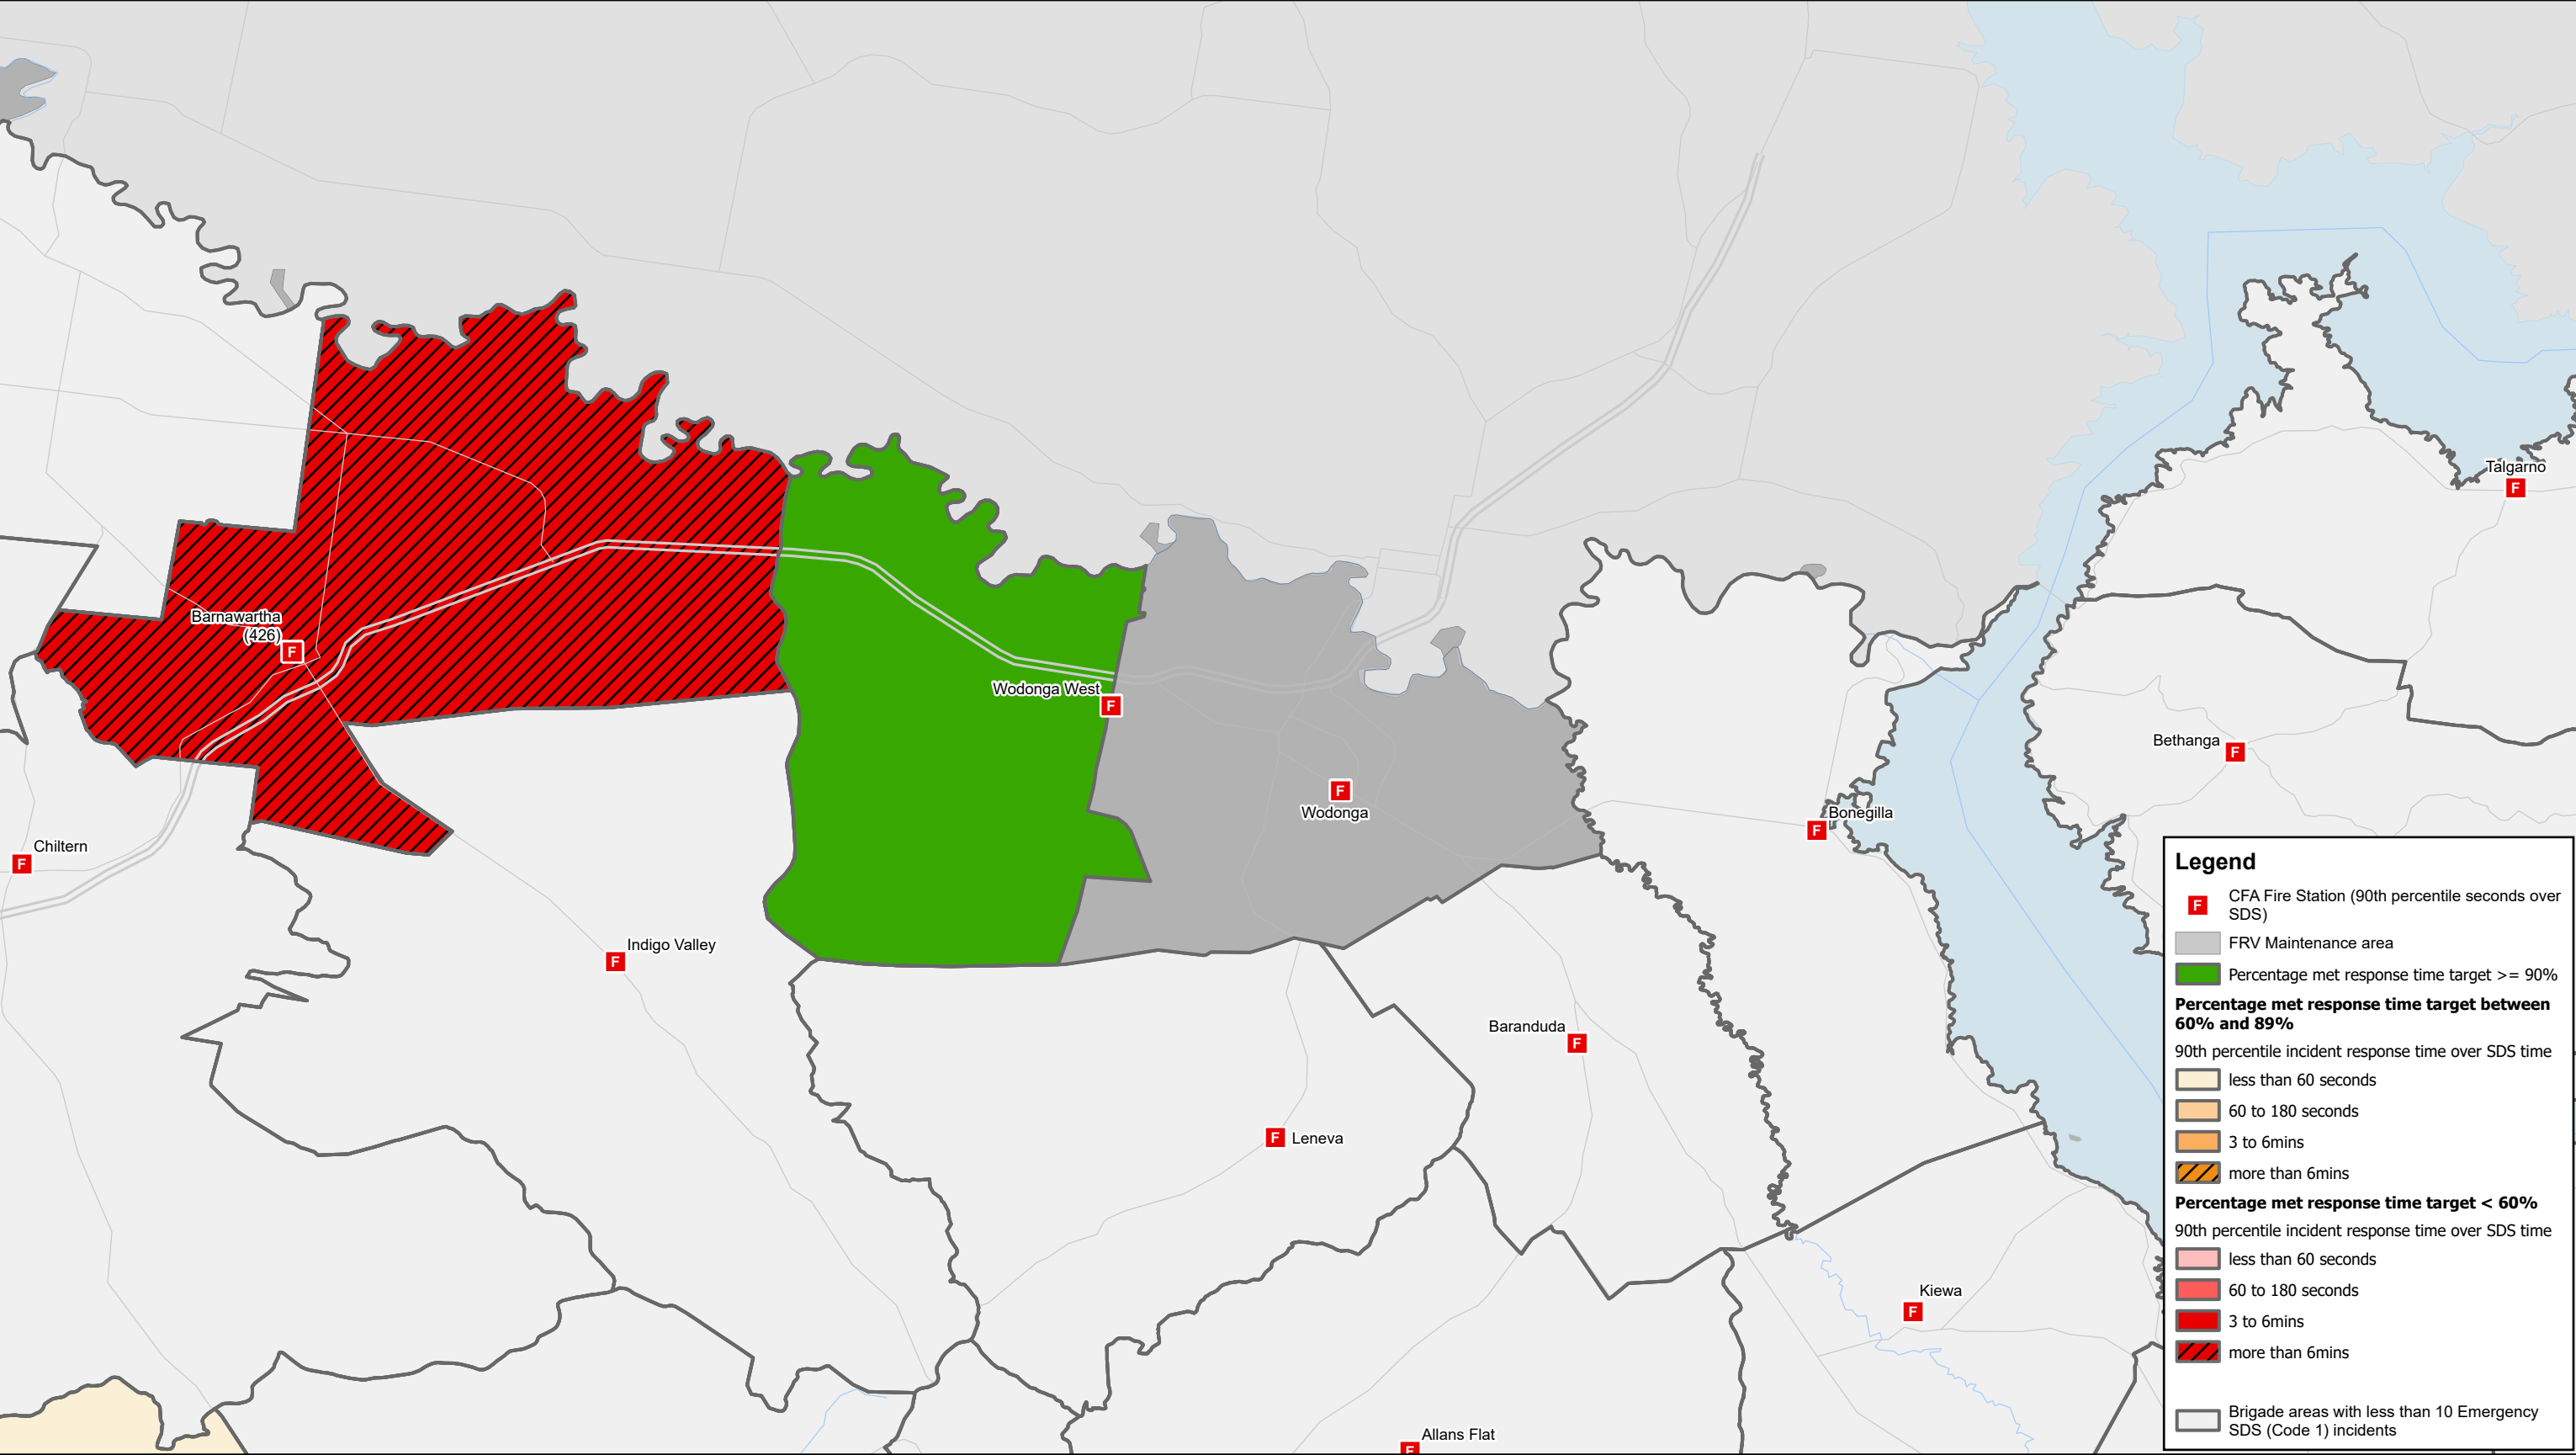 Talgarno
F
Barnawartha
(426)
F
Wodonga West
F
Bethanga
F
F
Wodonga
Bonegilla
F
Chiltern
F
Indigo Valley
F
Baranduda
F
F
Leneva
Kiewa
F
Allans Flat
F
Legend
F
CFA Fire Station (90th percentile seconds over
SDS)
FRV Maintenance area
Percentage met response time target >= 90%
Percentage met response time target between
60% and 89%
90th percentile incident response time over SDS time
less than 60 seconds
60 to 180 seconds
3 to 6mins
more than 6mins
Percentage met response time target < 60%
90th percentile incident response time over SDS time
less than 60 seconds
60 to 180 seconds
3 to 6mins
more than 6mins
Brigade areas with less than 10 Emergency
SDS (Code 1) incidents